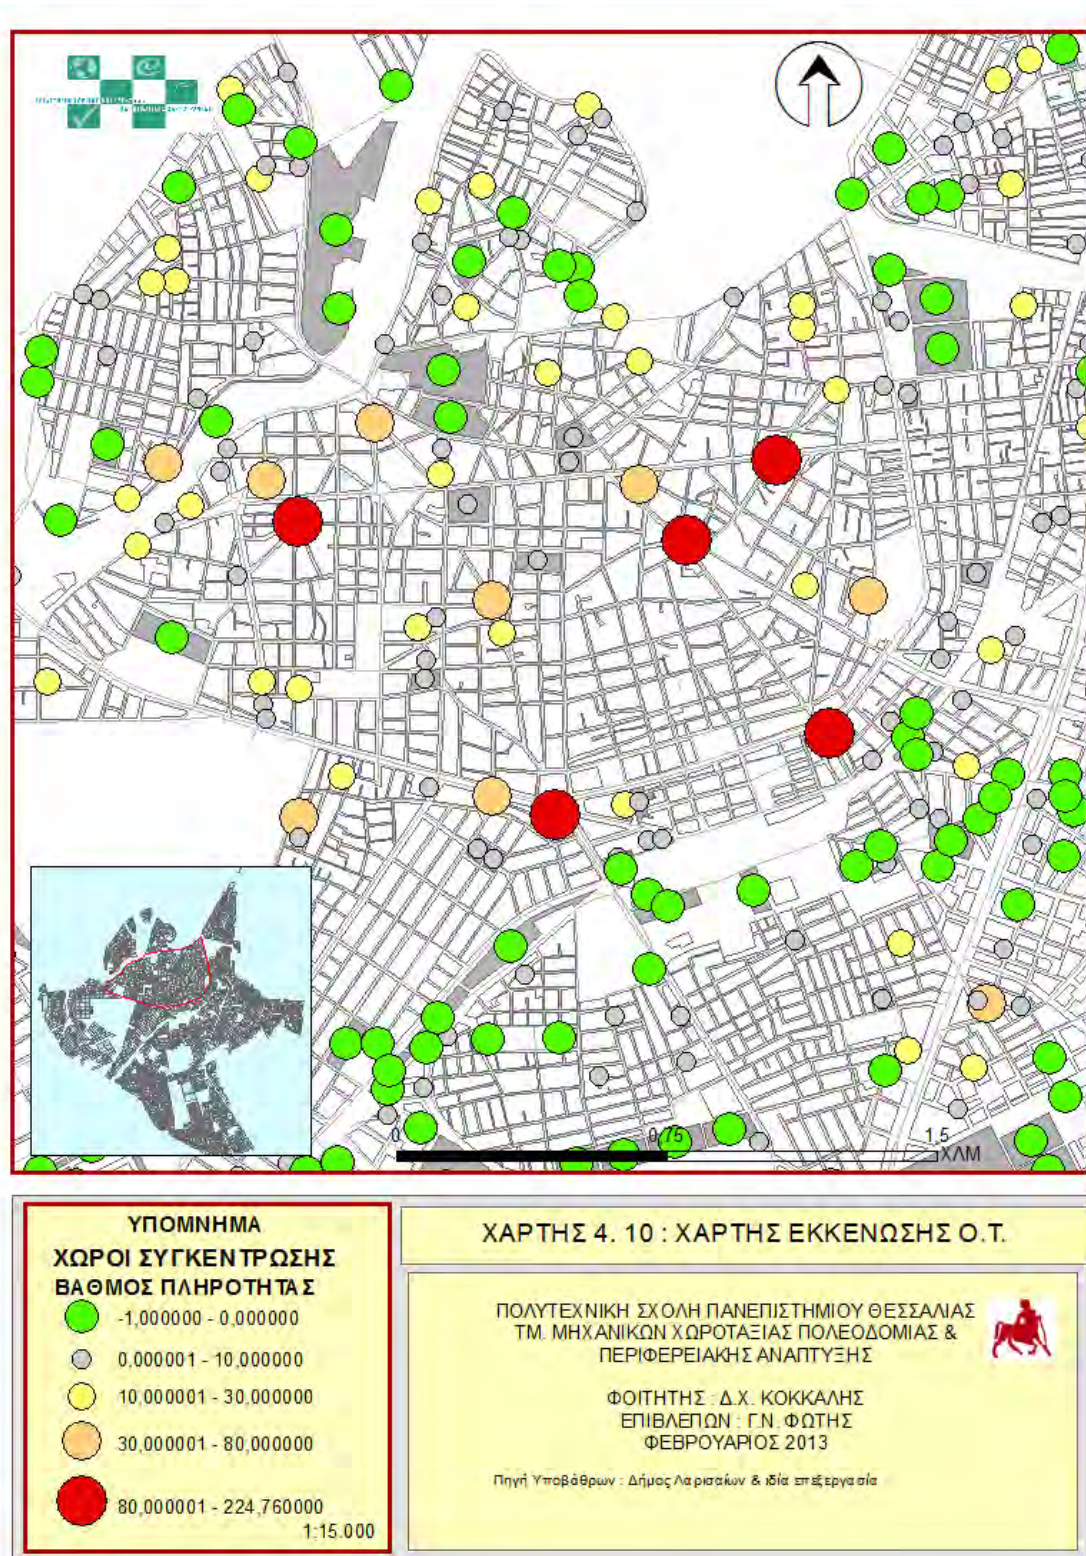 0
0,75
1,5
ΧΛΜ
ΥΠΟΜΝΗΜΑ
ΧΩΡΟΙ ΣΥΓΚΕΝΤΡΩΣΗΣ
ΒΑΘΜΟΣ ΠΛΗΡΟΤΗΤΑΣ
-1,000000 - 0,000000
0,000001 - 10,000000
10,000001 - 30,000000
30,000001 - 80,000000
80,000001 - 224,760000
1:15.000
ΧΑΡΤΗΣ 4. 10 : ΧΑΡΤΗΣ ΕΚΚΕΝΩΣΗΣ Ο.Τ.
ΠΟΛΥΤΕΧΝΙΚΗ ΣΧΟΛΗ ΠΑΝΕΠΙΣΤΗΜΙΟΥ ΘΕΣΣΑΛΙΑΣ
ΤΜ. ΜΗΧΑΝΙΚΩΝ ΧΩΡΟΤΑΞΙΑΣ ΠΟΛΕΟΔΟΜΙΑΣ &
ΠΕΡΙΦΕΡΕΙΑΚΗΣ ΑΝΑΠΤΥΞΗΣ
ΦΟΙΤΗΤΗΣ : Δ.Χ. ΚΟΚΚΑΛΗΣ
ΕΠΙΒΛΕΠΩΝ : Γ.Ν. ΦΩΤΗΣ
ΦΕΒΡΟΥΑΡΙΟΣ 2013
Πηγή Υποβάθρων : Δήμος Λαρισαίων & ιδία επεξεργασία